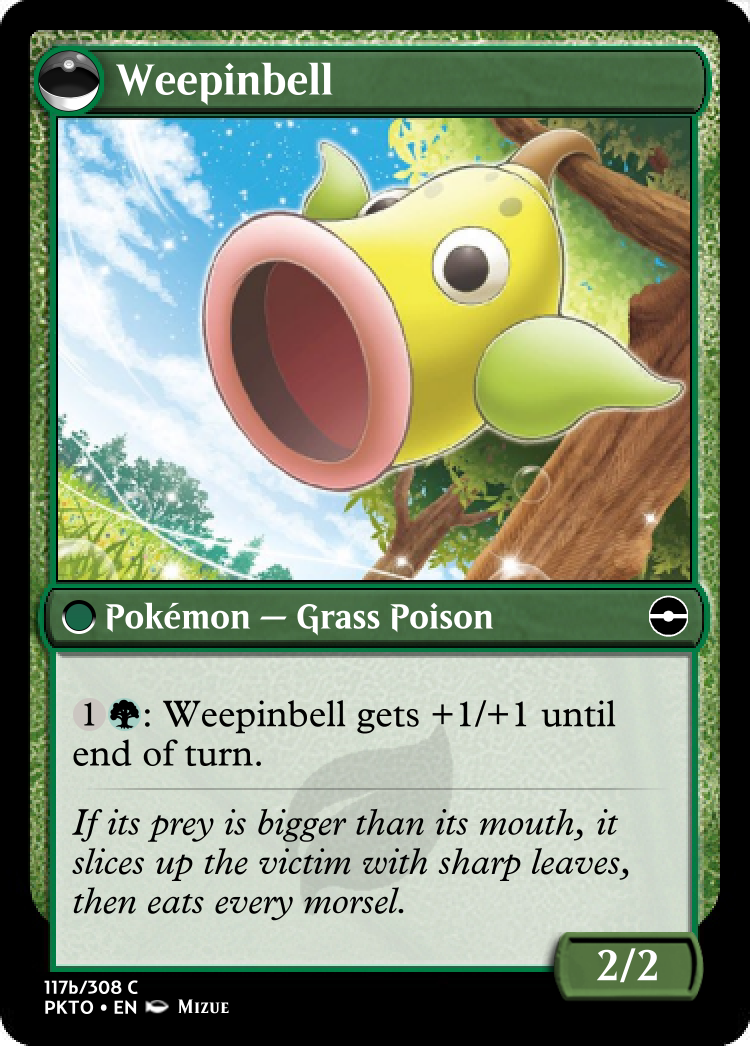 Weepinbell
Pokémon — Grass Poison
1 : Weepinbell gets +1/+1 until
end of turn.
If its prey is bigger than its mouth, it
slices up the victim with sharp leaves,
then eats every morsel.
2/2
117b/308 C
PKTO • EN Mizue